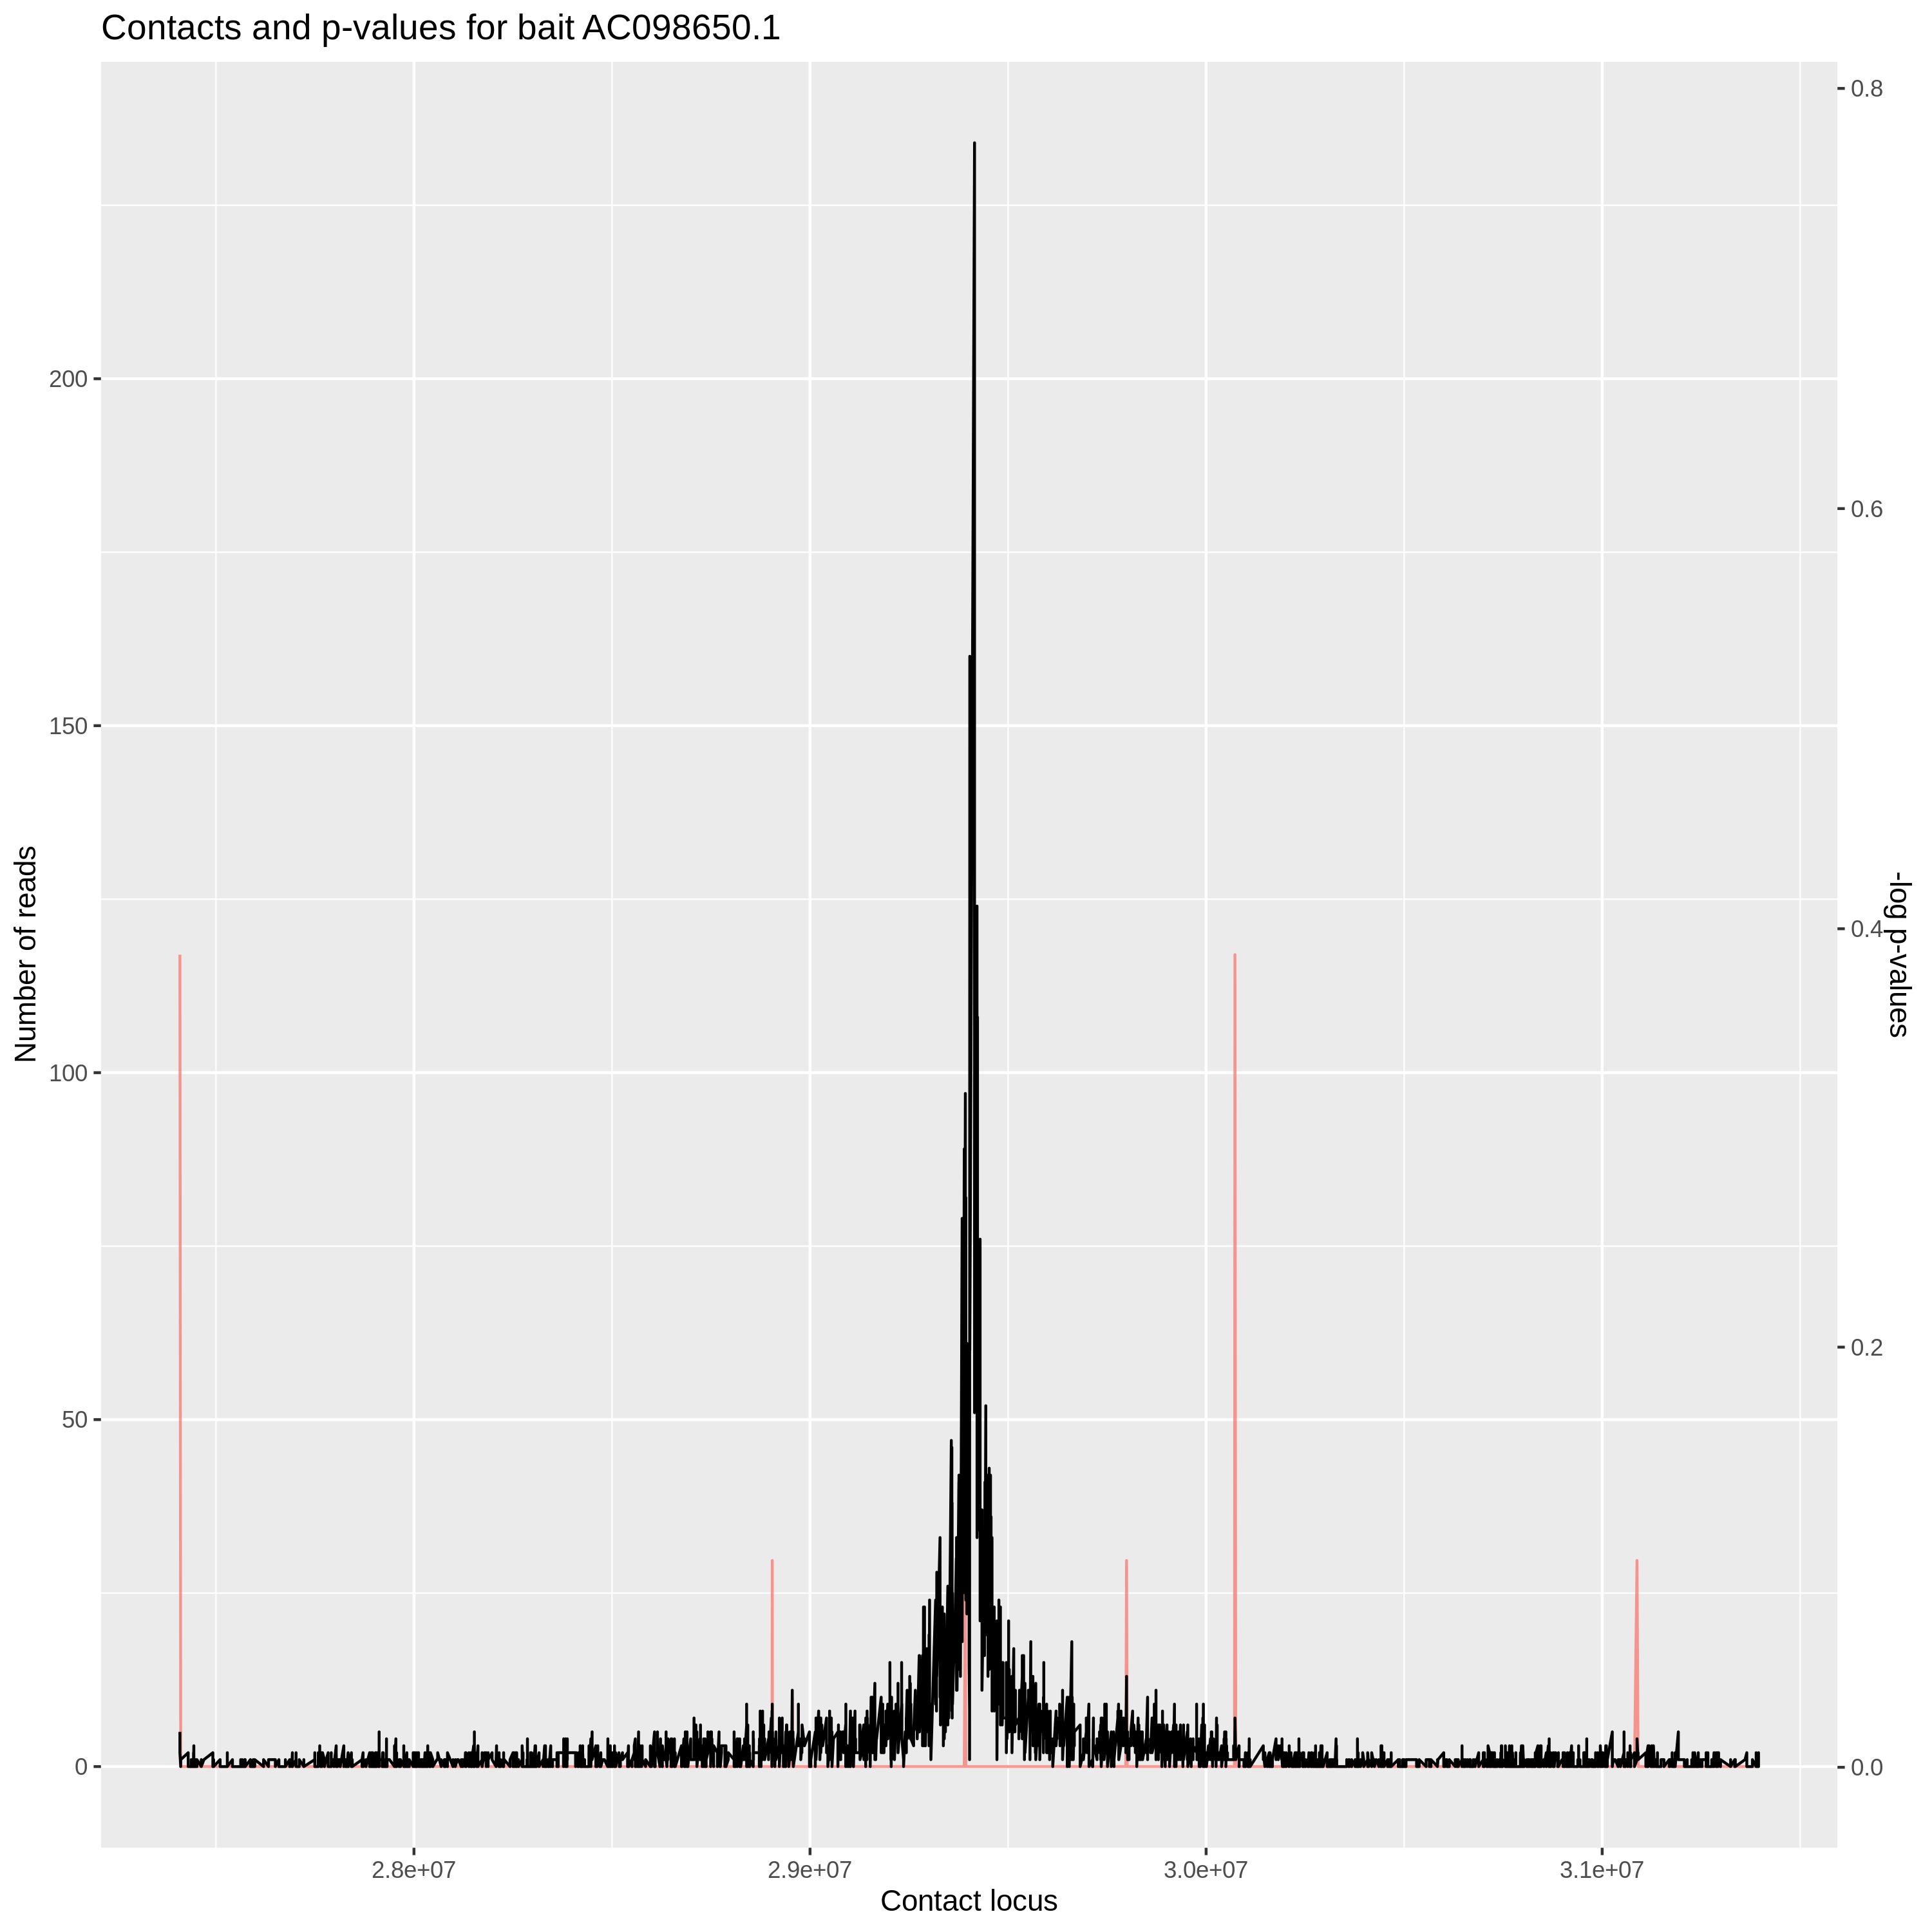 Contacts and p-values for bait AC098650.1
Number of reads
200
150
100
50
0
0.8
0.6
0.4
0.2
0.0
-log p-values
2.8e+07
2.9e+07
3.0e+07
3.1e+07
Contact locus